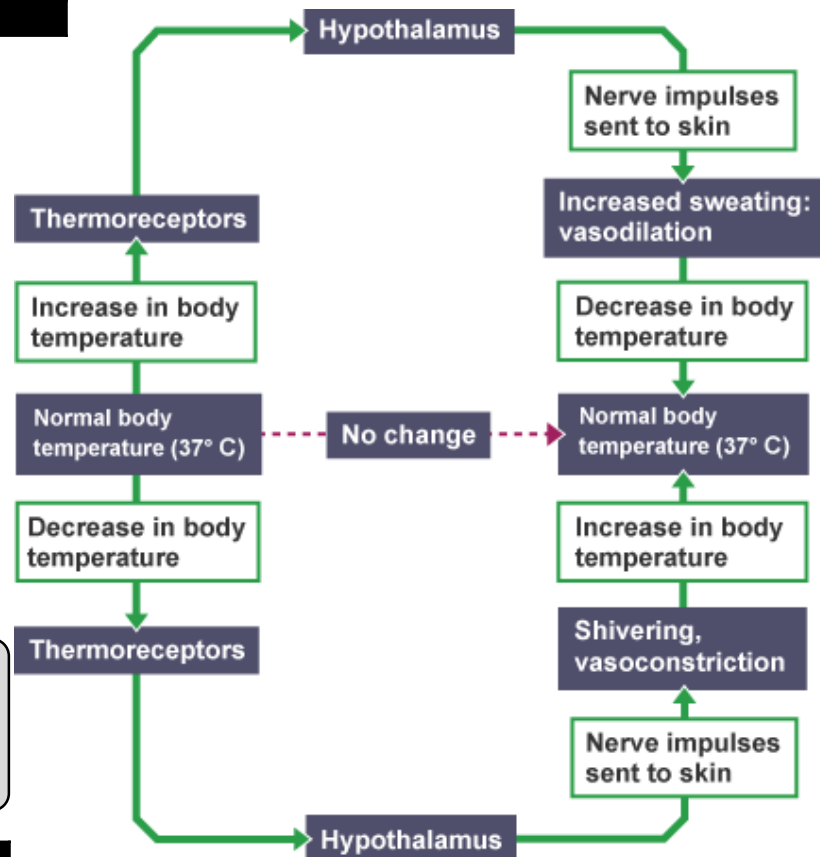 Hypothalamus
Nerve impulses
sent to skin
Thermoreceptors
Increased sweating:
vasodilation
Increase in body
temperature
Decrease in body
temperature
Normal body
temperature (37° C)
No change
Normal body
temperature (37° C)
Decrease in body
temperature
Increase in body
temperature
Thermoreceptors
Shivering,
vasoconstriction
Nerve impulses
sent to skin
Hypothalamus